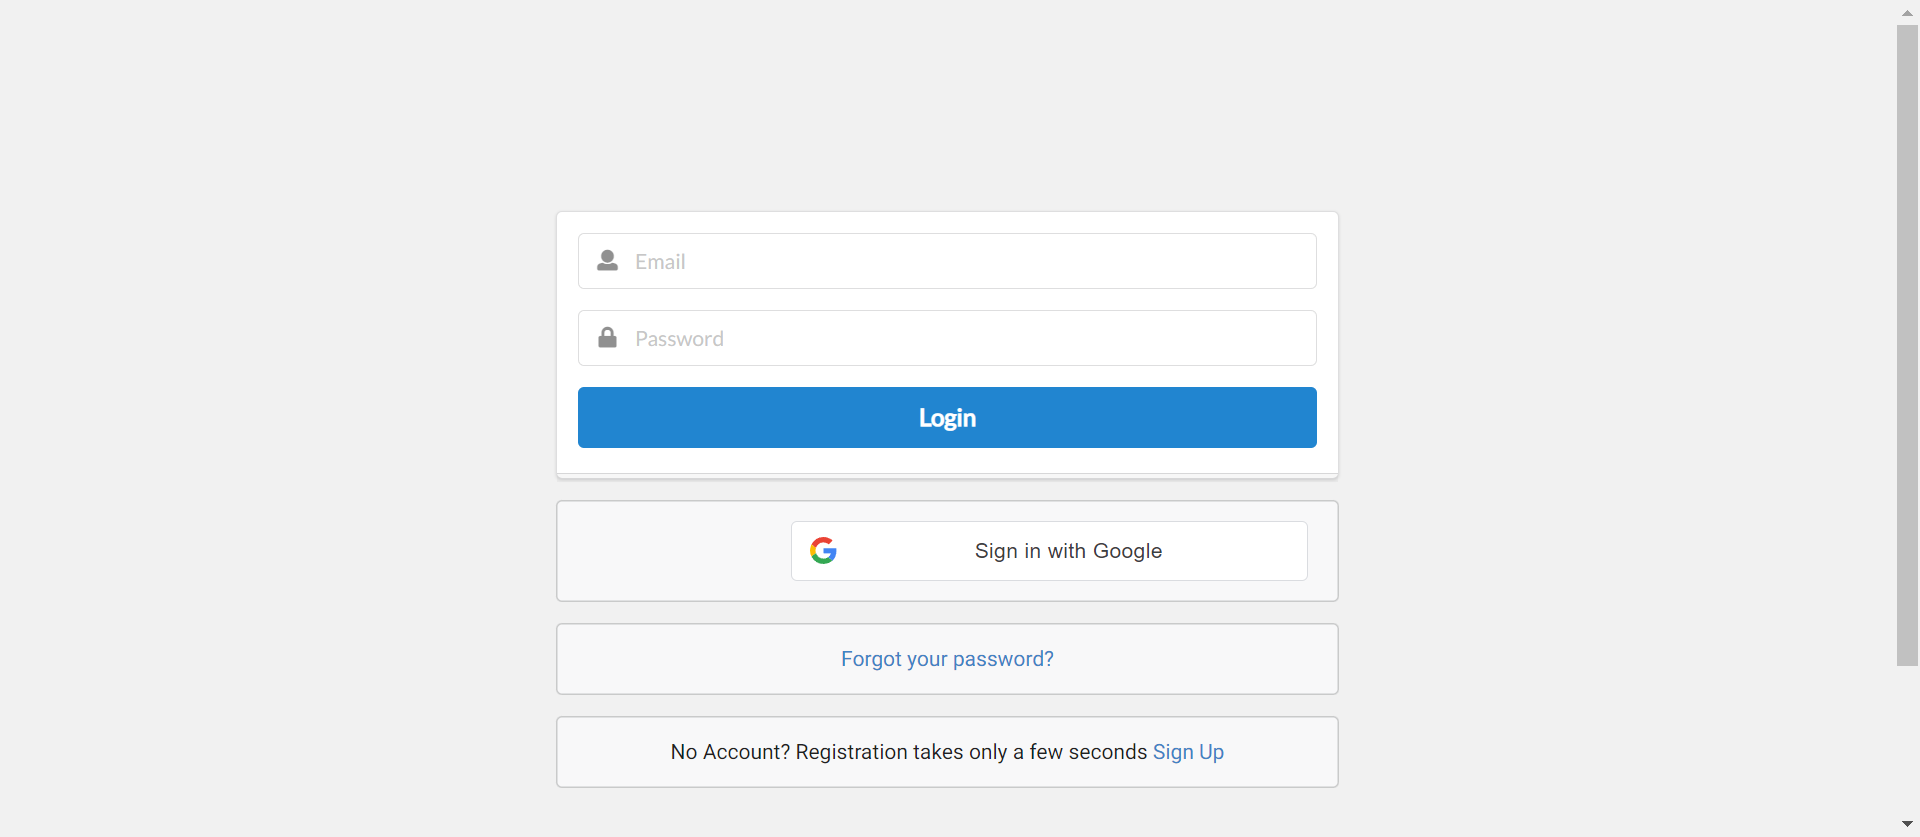 Email
Password
Login
Sign in with Google
Forgot your password?
No Account? Registration takes only a few seconds Sign Up